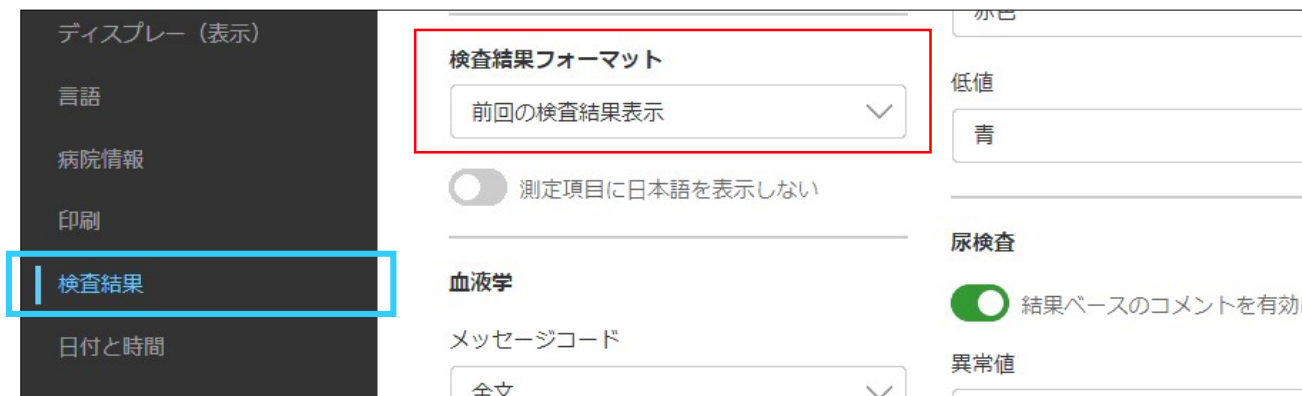 ディスプレー（表示）
言語
病院情報
印刷
検査結果
日付と時間
検査結果フォーマット
前回の検査結果表示
測定項目に日本語を表示しない
血液学
メッセージコード
全文
赤色
低値
青
尿検査
結果ベースのコメントを有効
異常値